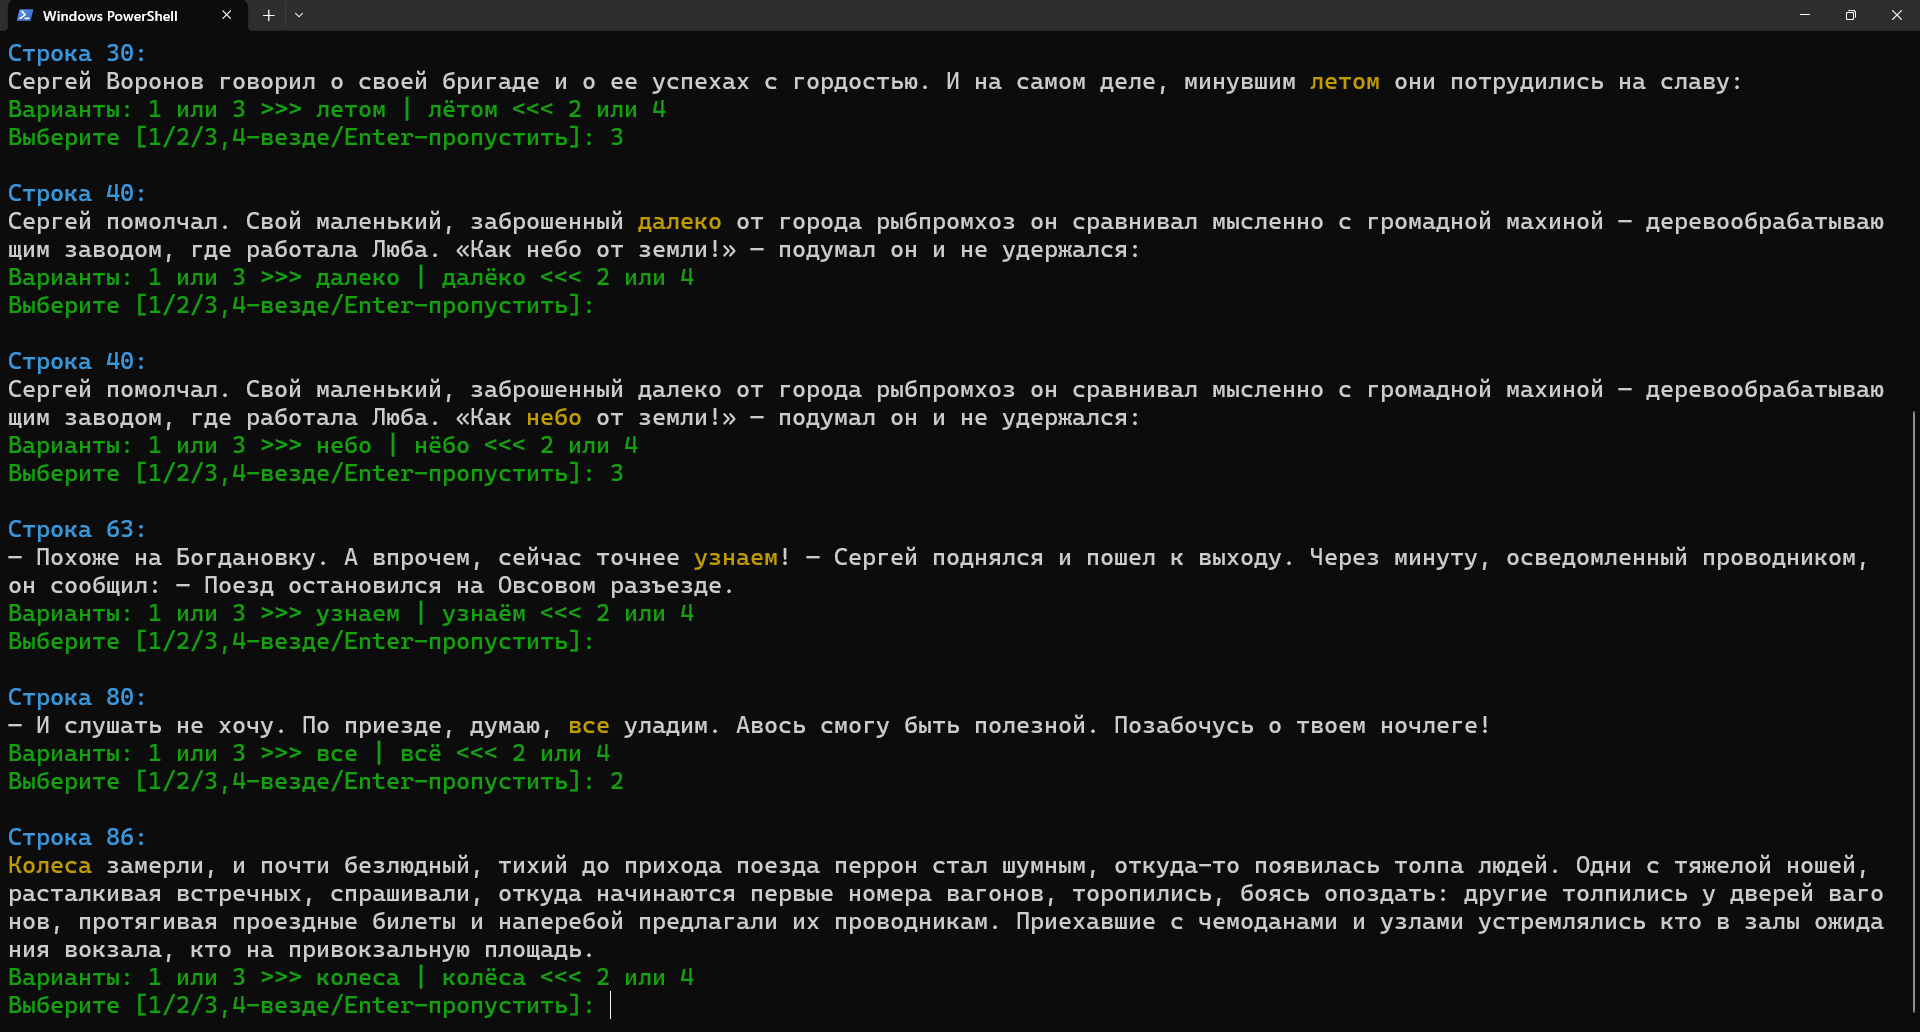 Windows PowerShell
Строка 30:
Сергей Воронов говорил о своей бригаде и о ее успехах с гордостью. И на самом деле, минувшим летом они потрудились на славу:
Варианты: 1 или 3 >>> летом | лётом <<< 2 или 4
Выберите [1/2/3,4-везде/Enter-пропустить]: 3
Строка 40:
Сергей помолчал. Свой маленький, заброшенный далеко от города рыбпромхоз он сравнивал мысленно с громадной махиной — деревообрабатываю
щим заводом, где работала Люба. «Как небо от земли!» — подумал он и не удержался:
Варианты: 1 или 3 >>> далеко | далёко <<< 2 или 4
Выберите [1/2/3,4-везде/Enter-пропустить]:
Строка 40:
Сергей помолчал. Свой маленький, заброшенный далеко от города рыбпромхоз он сравнивал мысленно с громадной махиной — деревообрабатываю
щим заводом, где работала Люба. «Как небо от земли!» — подумал он и не удержался:
Варианты: 1 или 3 >>> небо | нёбо <<< 2 или 4
Выберите [1/2/3,4-везде/Enter-пропустить]: 3
Строка 63:
— Похоже на Богдановку. А впрочем, сейчас точнее узнаем! — Сергей поднялся и пошел к выходу. Через минуту, осведомленный проводником,
он сообщил: — Поезд остановился на Овсовом разъезде.
Варианты: 1 или 3 >>> узнаем | узнаём <<< 2 или 4
Выберите [1/2/3,4-везде/Enter-пропустить]:
Строка 80:
— И слушать не хочу. По приезде, думаю, все уладим. Авось смогу быть полезной. Позабочусь о твоем ночлеге!
Варианты: 1 или 3 >>> все | всё <<< 2 или 4
Выберите [1/2/3,4-везде/Enter-пропустить]: 2
Строка 86:
Колеса замерли, и почти безлюдный, тихий до прихода поезда перрон стал шумным, откуда-то появилась толпа людей. Одни с тяжелой ношей,
расталкивая встречных, спрашивали, откуда начинаются первые номера вагонов, торопились, боясь опоздать: другие толпились у дверей ваго
нов, протягивая проездные билеты и наперебой предлагали их проводникам. Приехавшие с чемоданами и узлами устремлялись кто в залы ожида
ния вокзала, кто на привокзальную площадь.
Варианты: 1 или 3 >>> колеса | колёса <<< 2 или 4
Выберите [1/2/3,4-везде/Enter-пропустить]: